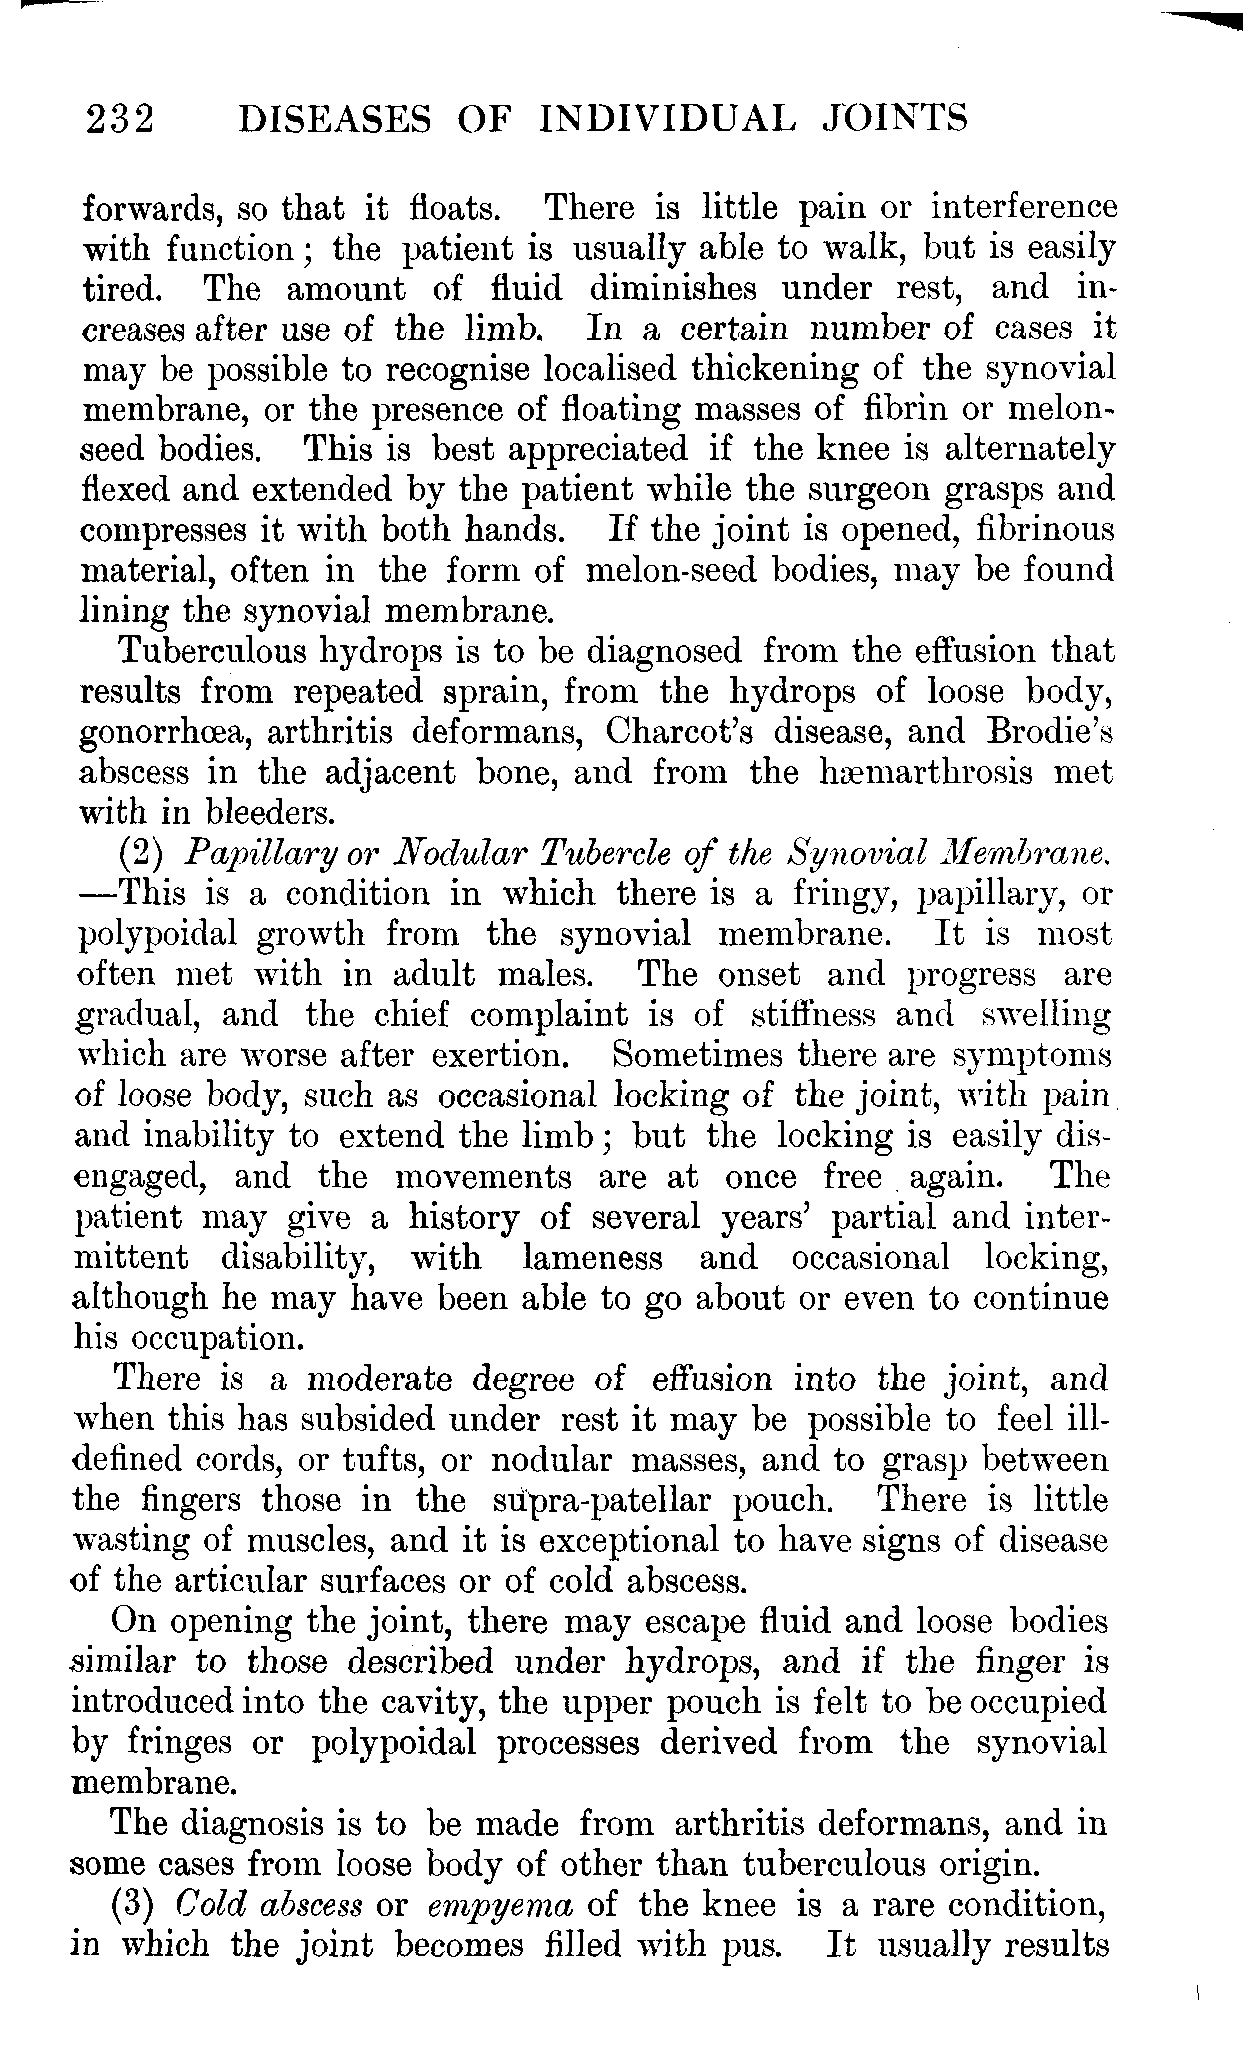 232 DISEASES OF INDIVIDUAL JOINTS
forwards, so that it floats. There is little pain or interference
with function; the patient is usually able to walk, but is easily
tired. The amount of fluid diminishes under rest, and in-
creases after use of the limb. In a certain number of cases it
may be possible to recognise localised thickening of the synovial
membrane, or the presence of floating masses of fibrin or melon-
seed bodies. This is best appreciated if the knee is alternately
flexed and extended by the patient while the surgeon grasps and
compresses it with both hands. If the joint is opened, fibrinous
material, often in the form of melon-seed bodies, may be found
lining the synovial membrane.
Tuberculous hydrops is to be diagnosed from the effusion that
results from repeated sprain, from the hydrops of loose body,
gonorrhœa, arthritis deformans, Charcot's disease, and Brodie's
abscess in the adjacent bone, and from the hæmarthrosis met
with in bleeders.
(2) Papillary or Nodular Tubercle of the Synovial Membrane.
—This is a condition in which there is a fringy, papillary, or
polypoidal growth from the synovial membrane. It is most
often met with in adult males. The onset and progress are
gradual, and the chief complaint is of stiffness and swelling
which are worse after exertion. Sometimes there are symptoms
of loose body, such as occasional locking of the joint, with pain
and inability to extend the limb; but the locking is easily dis-
engaged, and the movements are at once free again. The
patient may give a history of several years' partial and inter-
mittent disability, with lameness and occasional locking,
although he may have been able to go about or even to continue
his occupation.
There is a moderate degree of effusion into the joint, and
when this has subsided under rest it may be possible to feel ill-
defined cords, or tufts, or nodular masses, and to grasp between
the fingers those in the supra-patellar pouch. There is little
wasting of muscles, and it is exceptional to have signs of disease
of the articular surfaces or of cold abscess.
On opening the joint, there may escape fluid and loose bodies
similar to those described under hydrops, and if the finger is
introduced into the cavity, the upper pouch is felt to be occupied
by fringes or polypoidal processes derived from the synovial
membrane.
The diagnosis is to be made from arthritis deformans, and in
some cases from loose body of other than tuberculous origin.
(3) Cold abscess or empyema of the knee is a rare condition,
in which the joint becomes filled with pus. It usually results